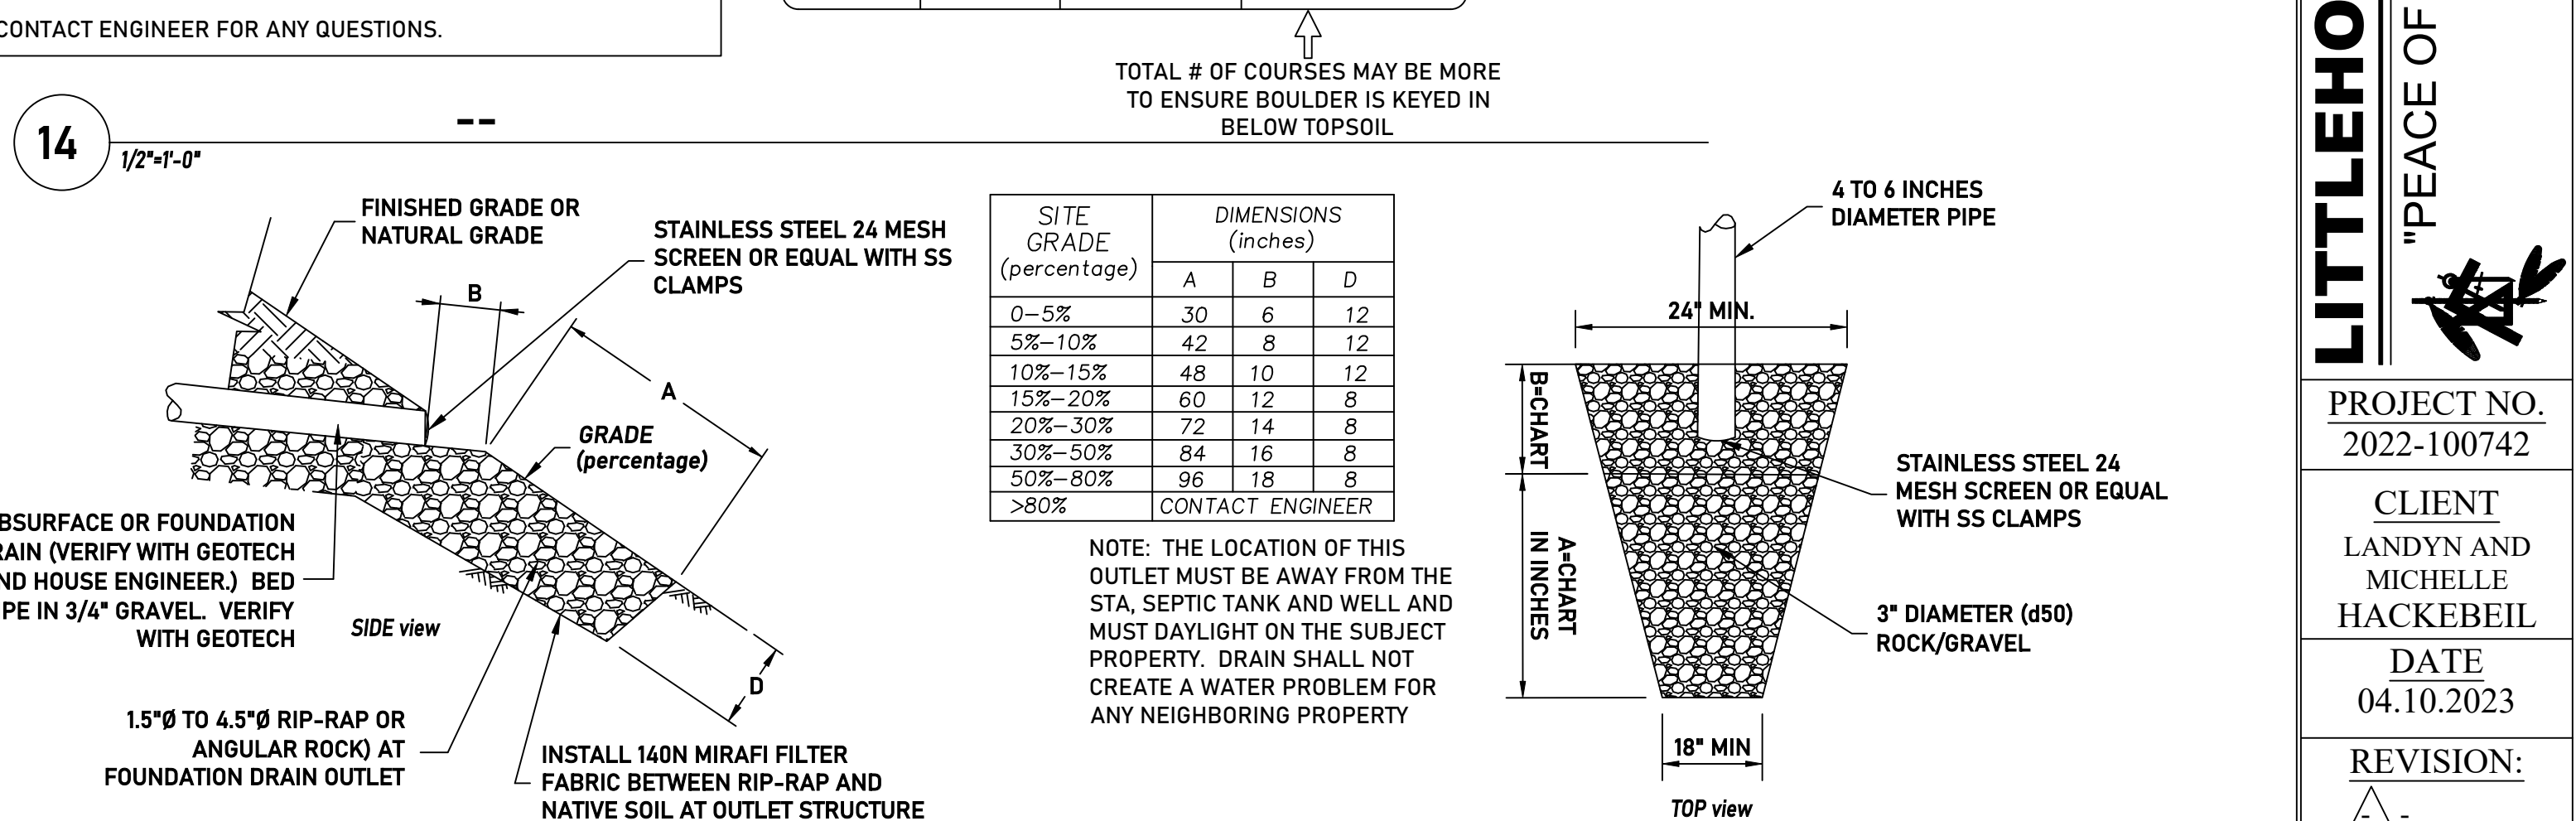 CONTACT ENGINEER FOR ANY QUESTIONS.
TOTAL # OF COURSES MAY BE MORE
TO ENSURE BOULDER IS KEYED IN
BELOW TOPSOIL
14
--
1/2"=1'-0"
FINISHED GRADE OR
NATURAL GRADE
STAINLESS STEEL 24 MESH
SCREEN OR EQUAL WITH SS
CLAMPS
B
A
GRADE
(percentage)
BSURFACE OR FOUNDATION
RAIN (VERIFY WITH GEOTECH
ND HOUSE ENGINEER.) BED
IPE IN 3/4" GRAVEL. VERIFY
WITH GEOTECH
SIDE view
D
1.5"Ø TO 4.5"Ø RIP-RAP OR
ANGULAR ROCK) AT
FOUNDATION DRAIN OUTLET
INSTALL 140N MIRAFI FILTER
FABRIC BETWEEN RIP-RAP AND
NATIVE SOIL AT OUTLET STRUCTURE
SITE
GRADE
(percentage)
DIMENSIONS
(inches)
A B D
0-5% 30 6 12
5%-10% 42 8 12
10%-15% 48 10 12
15%-20% 60 12 8
20%-30% 72 14 8
30%-50% 84 16 8
50%-80% 96 18 8
>80% CONTACT ENGINEER
NOTE: THE LOCATION OF THIS
OUTLET MUST BE AWAY FROM THE
STA, SEPTIC TANK AND WELL AND
MUST DAYLIGHT ON THE SUBJECT
PROPERTY. DRAIN SHALL NOT
CREATE A WATER PROBLEM FOR
ANY NEIGHBORING PROPERTY
4 TO 6 INCHES
DIAMETER PIPE
24" MIN.
B=CHART
A=CHART
IN INCHES
STAINLESS STEEL 24
MESH SCREEN OR EQUAL
WITH SS CLAMPS
3" DIAMETER (d50)
ROCK/GRAVEL
18" MIN
TOP view
LITTLEHO
"PEACE OF
PROJECT NO.
2022-100742
CLIENT
LANDYN AND
MICHELLE
HACKEBEIL
DATE
04.10.2023
REVISION:
- -